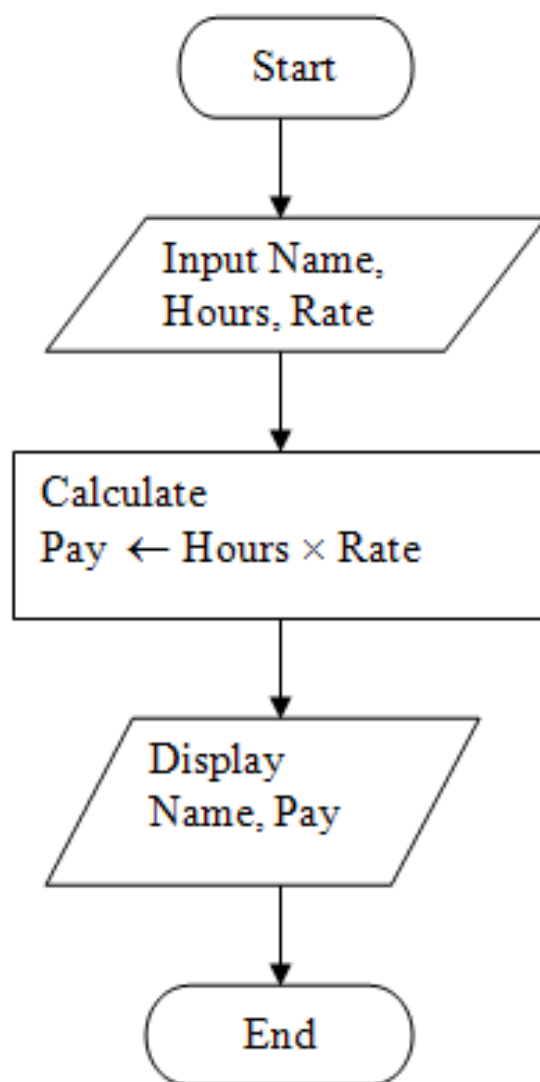 Start
Input Name,
Hours, Rate
Calculate
Pay ← Hours × Rate
Display
Name, Pay
End